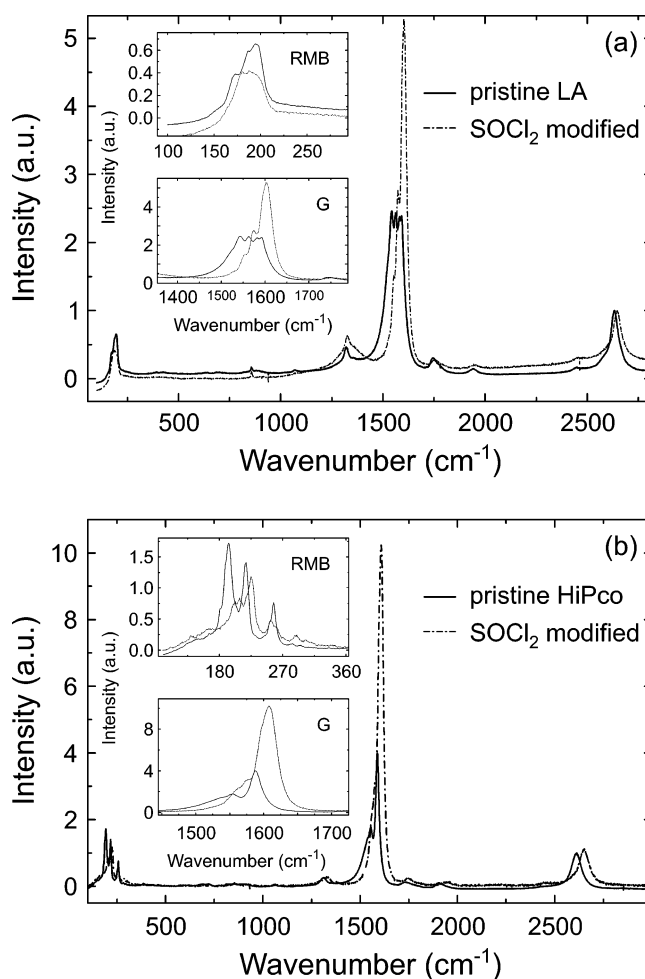 (a)
pristine LA
SOCl₂ modified
5
4
3
2
1
0
Intensity (a.u.)
500 1000 1500 2000 2500
Wavenumber (cm⁻¹)
RMB
0.6
0.4
0.2
0.0
100 150 200 250
G
4
2
0
1400 1500 1600 1700
Intensity (a.u.)
Wavenumber (cm⁻¹)
(b)
pristine HiPco
SOCl₂ modified
10
8
6
4
2
0
Intensity (a.u.)
500 1000 1500 2000 2500
Wavenumber (cm⁻¹)
RMB
1.5
1.0
0.5
0.0
180 270 360
G
8
4
0
1500 1600 1700
Intensity (a.u.)
Wavenumber (cm⁻¹)